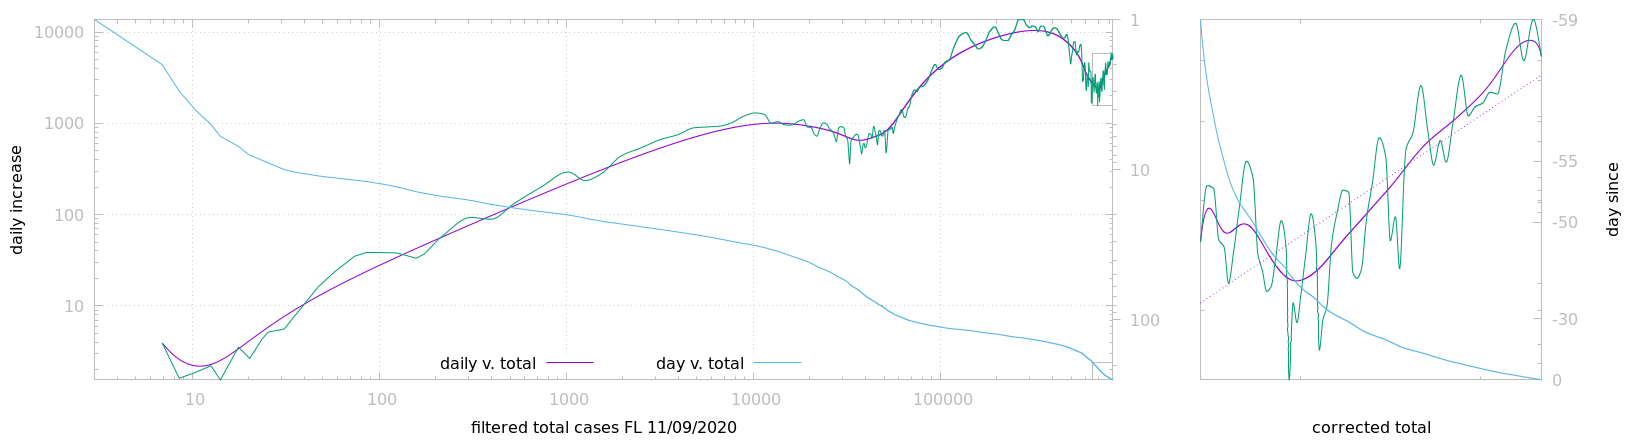 10000
1000
100
10
daily increase
10
100
1000
10000
100000
filtered total cases FL 11/09/2020
daily v. total
day v. total
1
10
100
-59
-55
-50
-30
0
day since
corrected total